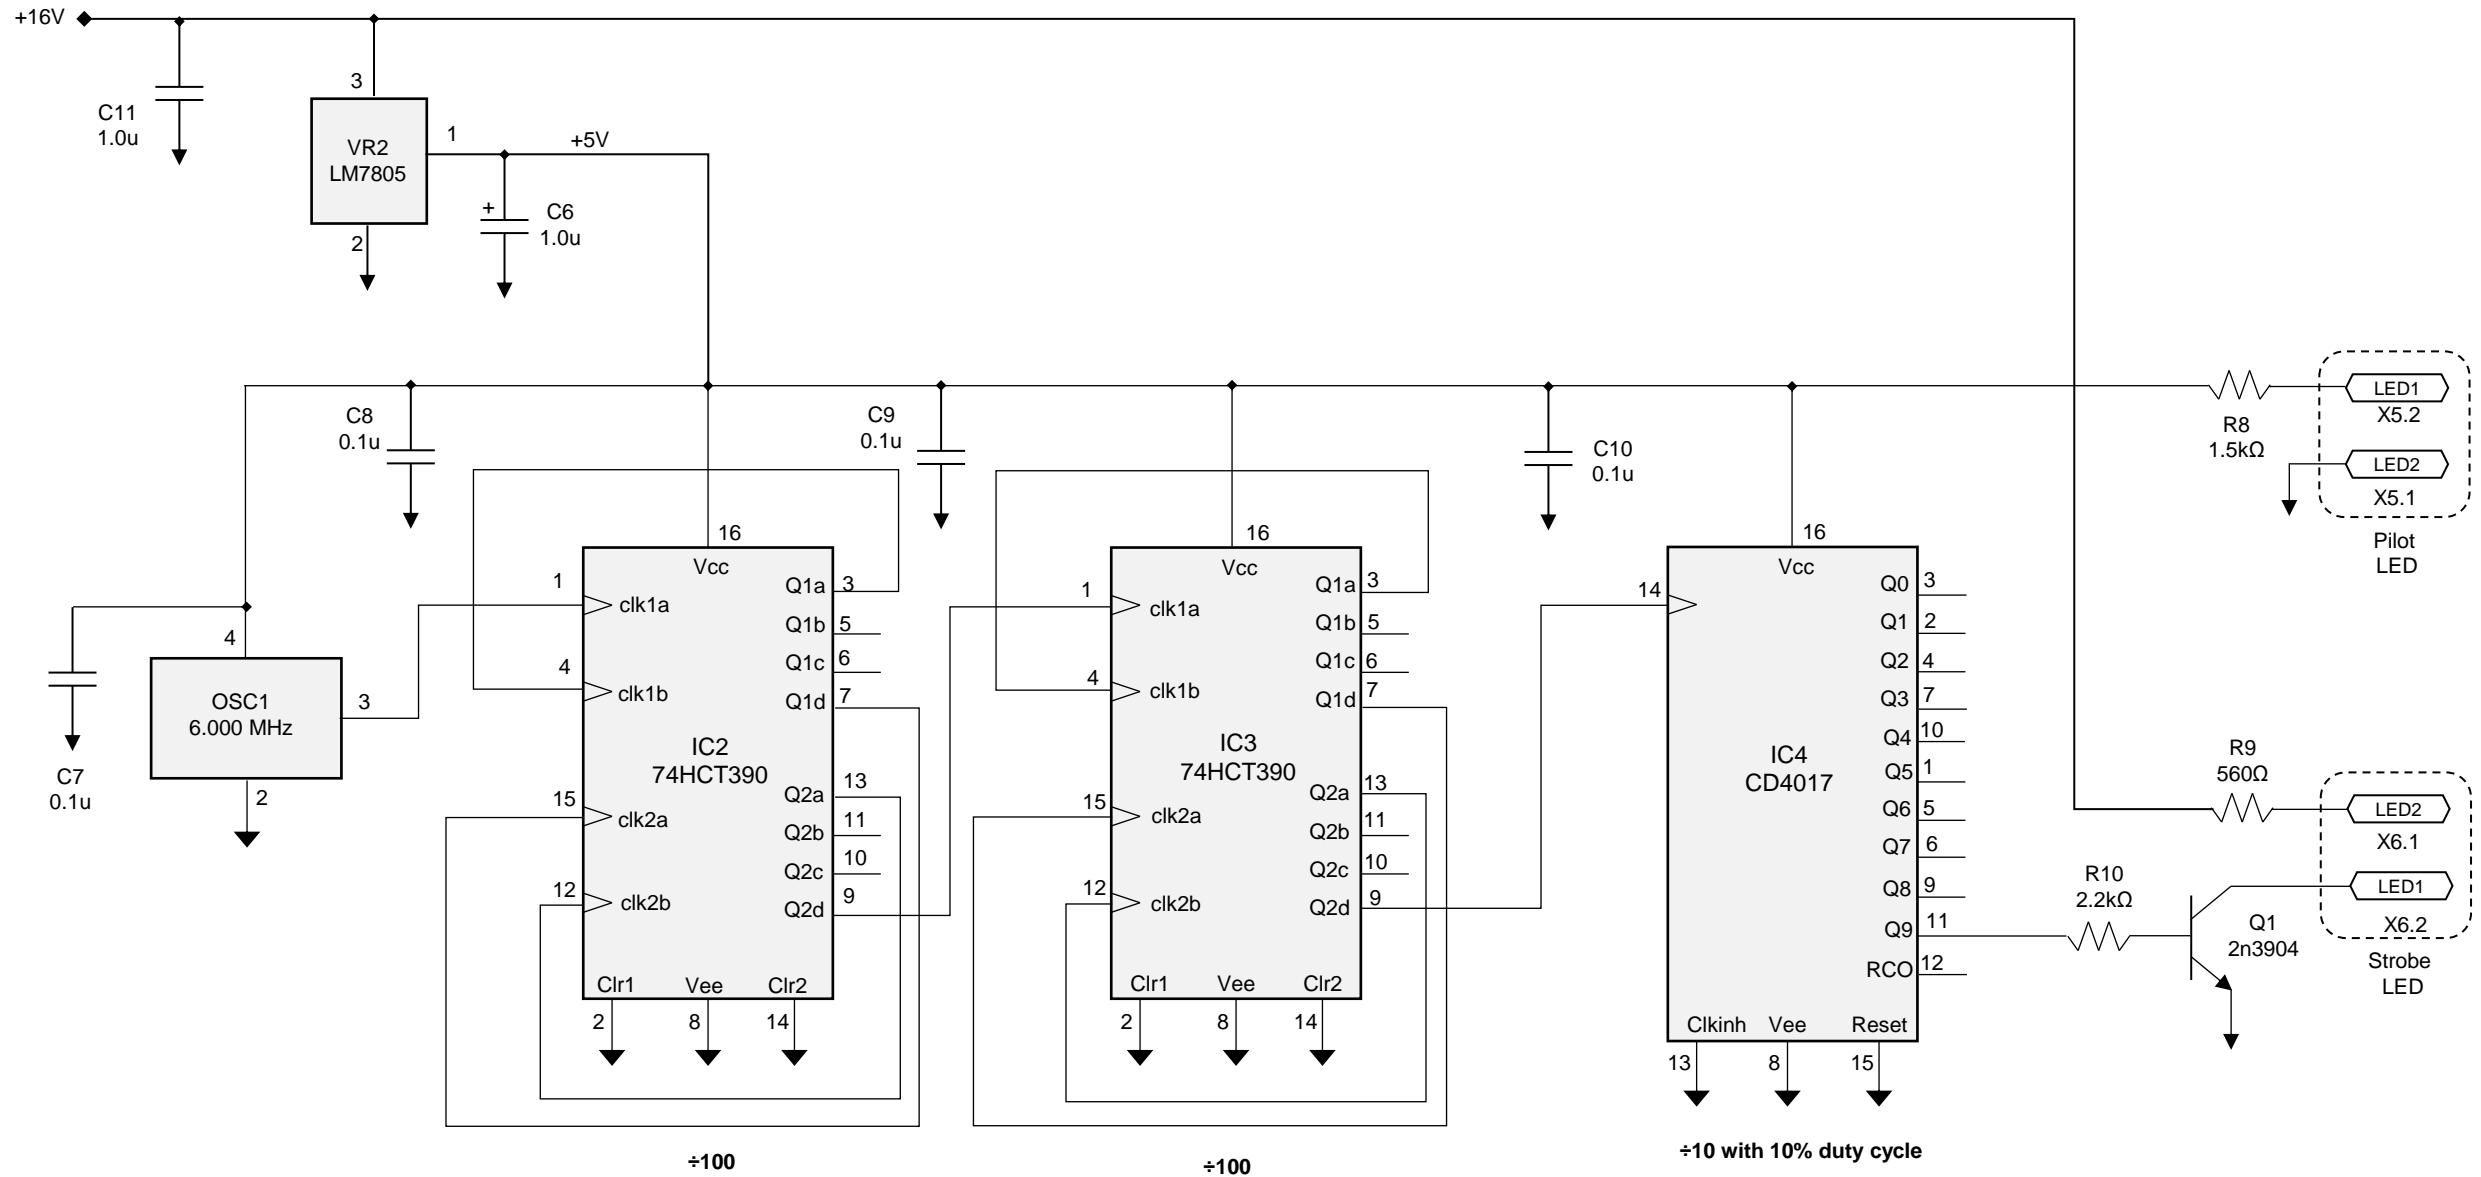 +16V
C11
1.0u
3
VR2
LM7805
1
+5V
2
+
C6
1.0u
C8
0.1u
C9
0.1u
C10
0.1u
R8
1.5kΩ
LED1
X5.2
LED2
X5.1
Pilot
LED
4
OSC1
6.000 MHz
3
2
C7
0.1u
16
Vcc
1
clk1a
4
clk1b
15
clk2a
12
clk2b
IC2
74HCT390
Q1a
3
Q1b
5
Q1c
6
Q1d
7
Q2a
13
Q2b
11
Q2c
10
Q2d
9
Clr1
Vee
Clr2
2
8
14
÷100
16
Vcc
1
clk1a
4
clk1b
15
clk2a
12
clk2b
IC3
74HCT390
Q1a
3
Q1b
5
Q1c
6
Q1d
7
Q2a
13
Q2b
11
Q2c
10
Q2d
9
Clr1
Vee
Clr2
2
8
14
÷100
16
Vcc
14
IC4
CD4017
Q0
3
Q1
2
Q2
4
Q3
7
Q4
10
Q5
1
Q6
5
Q7
6
Q8
9
Q9
11
RCO
12
Clkinh
Vee
Reset
13
8
15
÷10 with 10% duty cycle
R9
560Ω
LED2
X6.1
R10
2.2kΩ
LED1
X6.2
Q1
2n3904
Strobe
LED